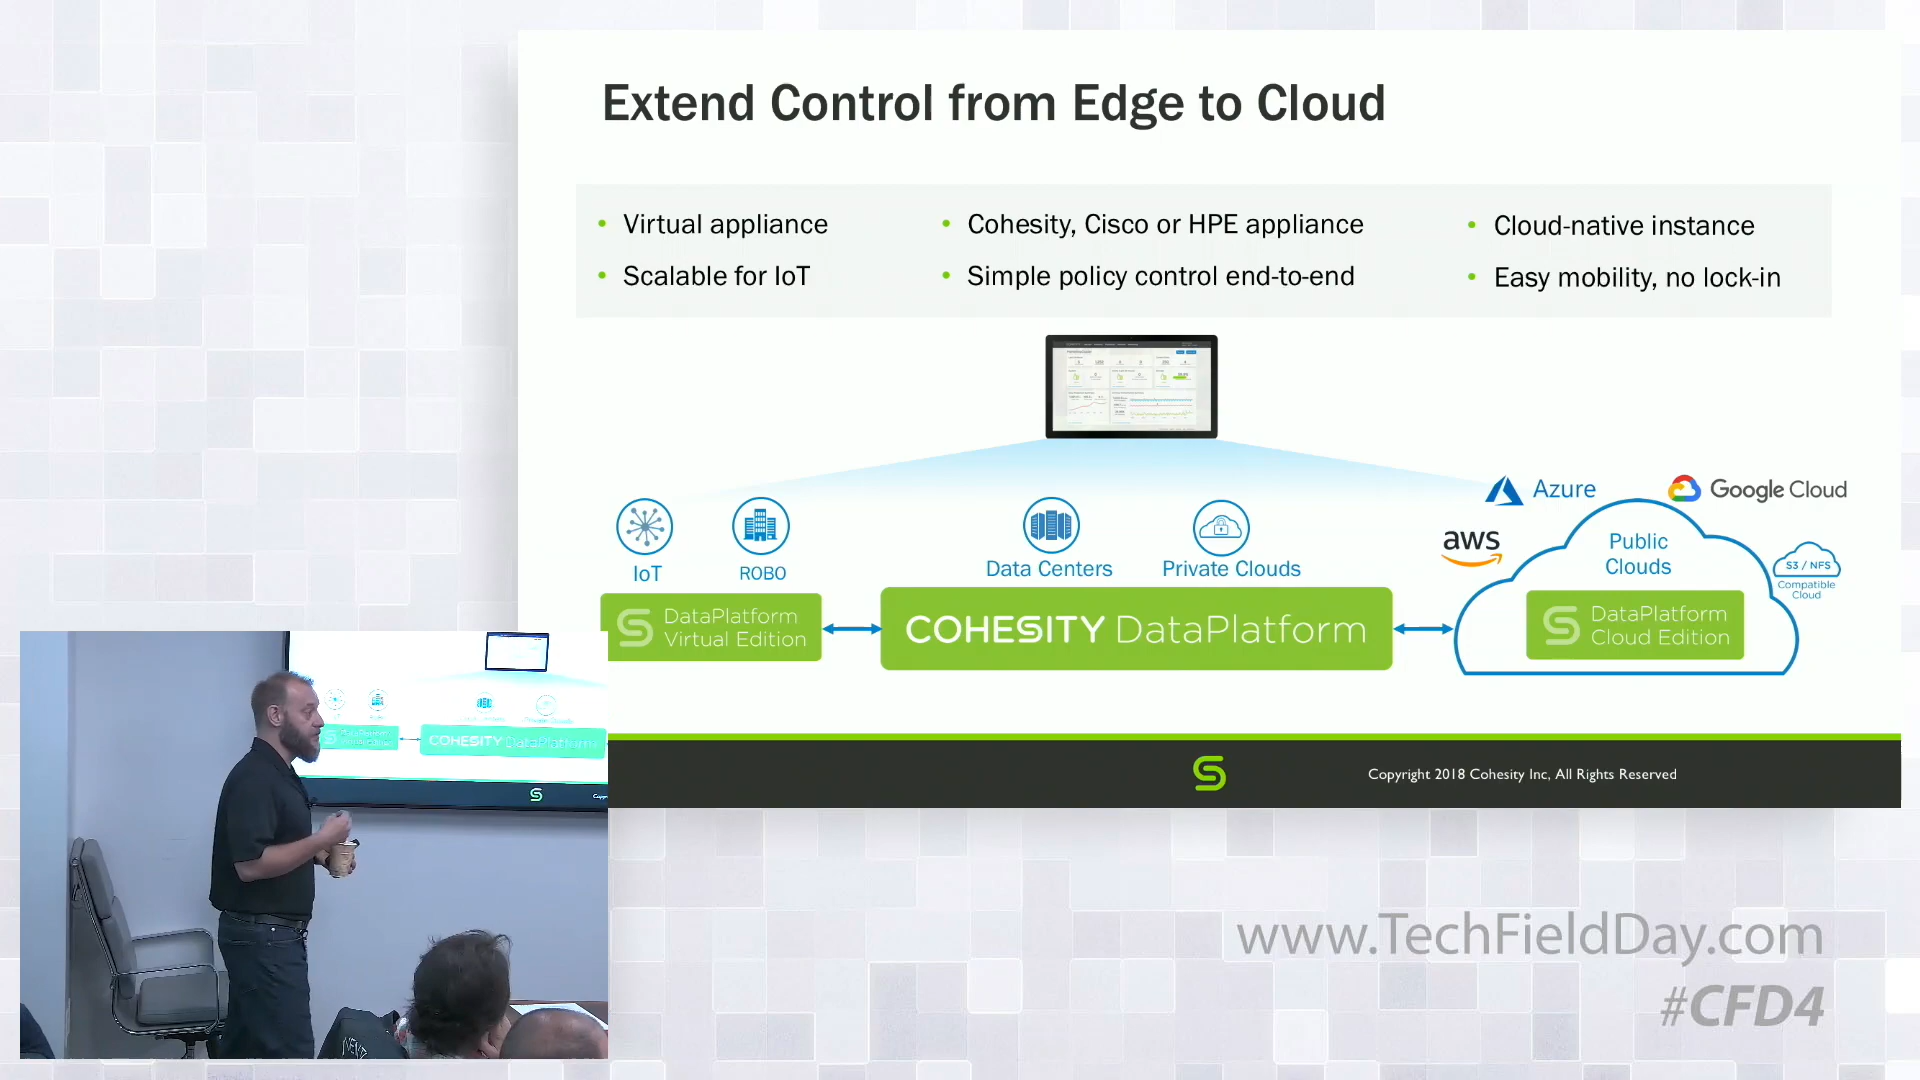 Extend Control from Edge to Cloud
• Virtual appliance
• Scalable for IoT
• Cohesity, Cisco or HPE appliance
• Simple policy control end-to-end
• Cloud-native instance
• Easy mobility, no lock-in
Azure
Google Cloud
aws
Public
Clouds
S3 / NFS
Compatible
Cloud
IoT
ROBO
Data Centers
Private Clouds
DataPlatform
Virtual Edition
COHESITY DataPlatform
DataPlatform
Cloud Edition
COHESITY DataPlatform
Copyright 2018 Cohesity Inc, All Rights Reserved
www.TechFieldDay.com
#CFD4